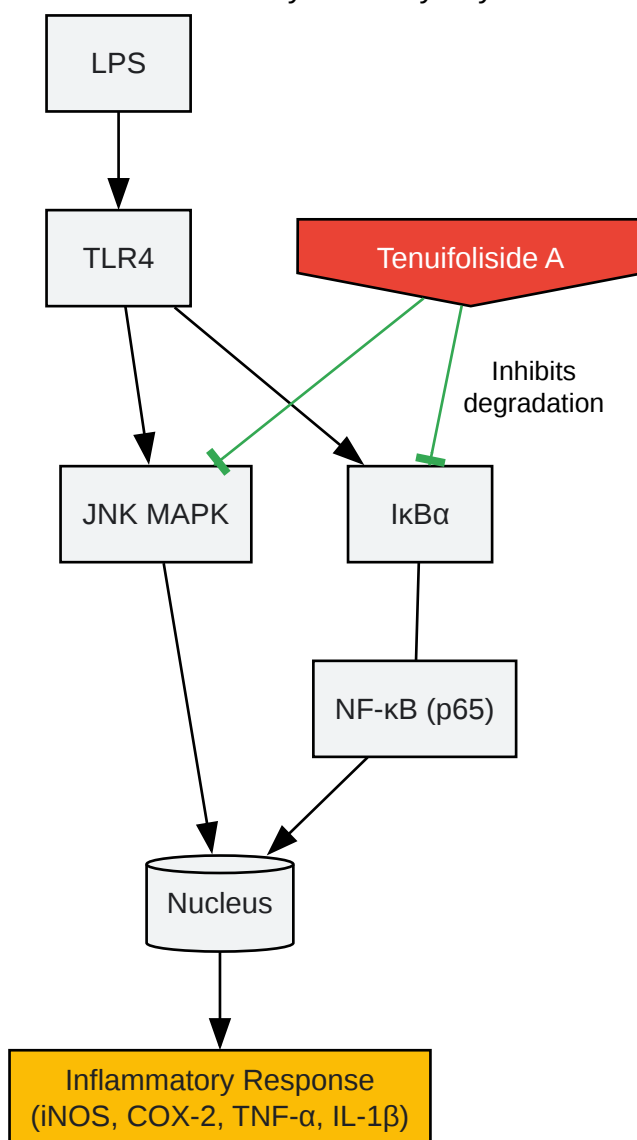 LPS
TLR4
Tenuifoliside A
Inhibits
degradation
JNK MAPK
IκBα
NF-κB (p65)
Nucleus
Inflammatory Response
(iNOS, COX-2, TNF-α, IL-1β)